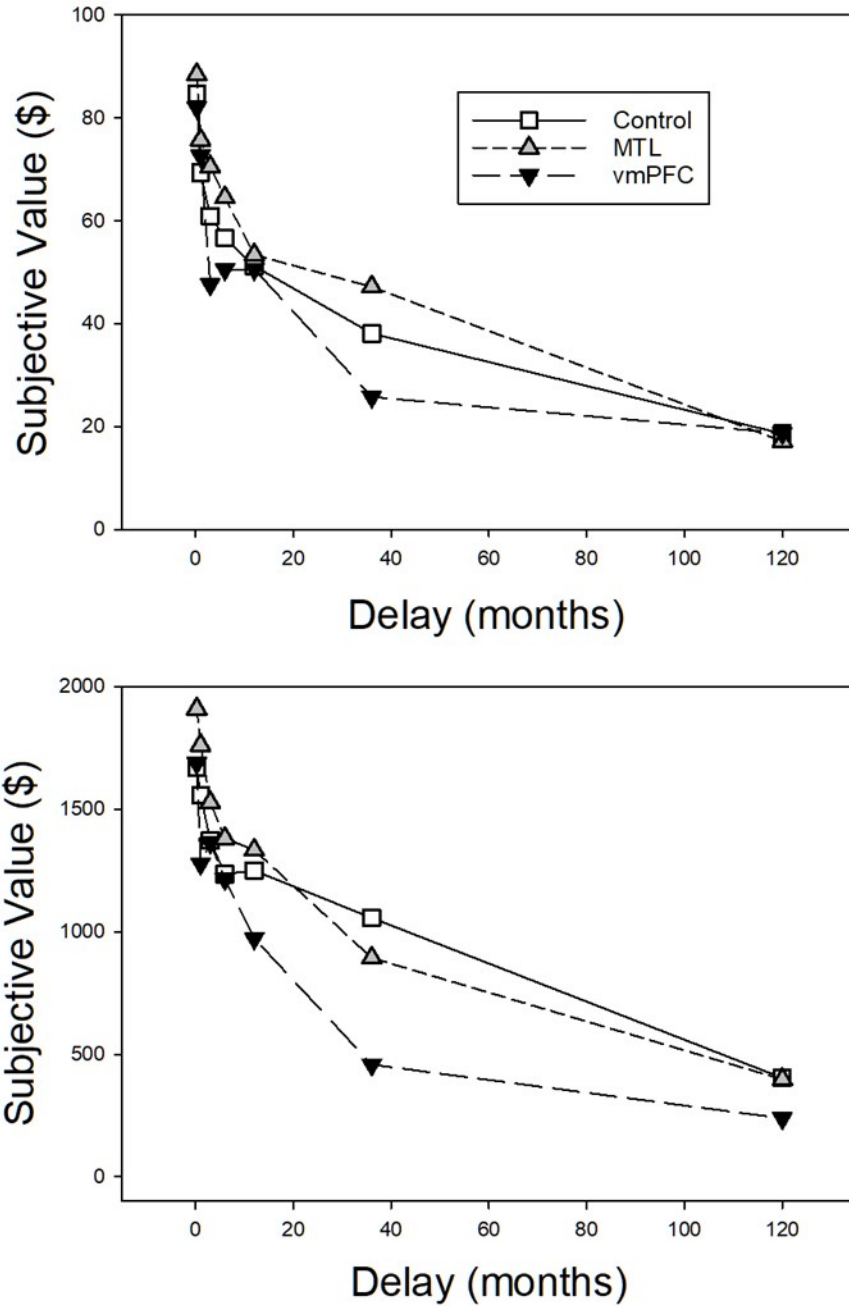 100
80
60
40
20
0
Subjective Value ($)
Control
MTL
vmPFC
0 20 40 60 80 100 120
Delay (months)
2000
1500
1000
500
0
Subjective Value ($)
0 20 40 60 80 100 120
Delay (months)